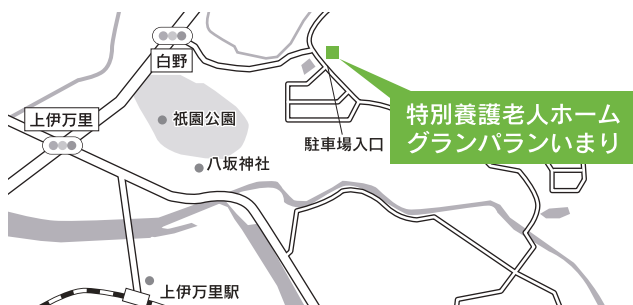 白野
上伊万里
祇園公園
八坂神社
駐車場入口
特別養護老人ホーム
グランパランいまり
上伊万里駅